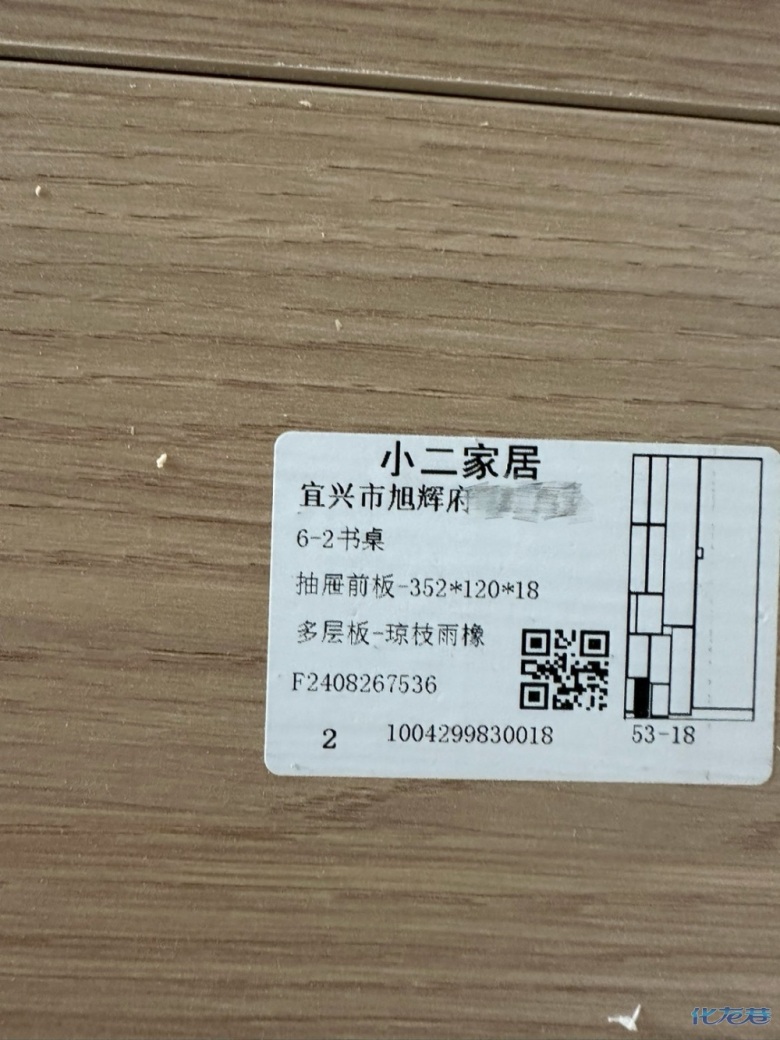 小二家居
宜兴市旭辉府
6-2书桌
抽屉前板-352*120*18
多层板-琼枝雨橡
F2408267536
2
1004299830018
53-18
化龙巷